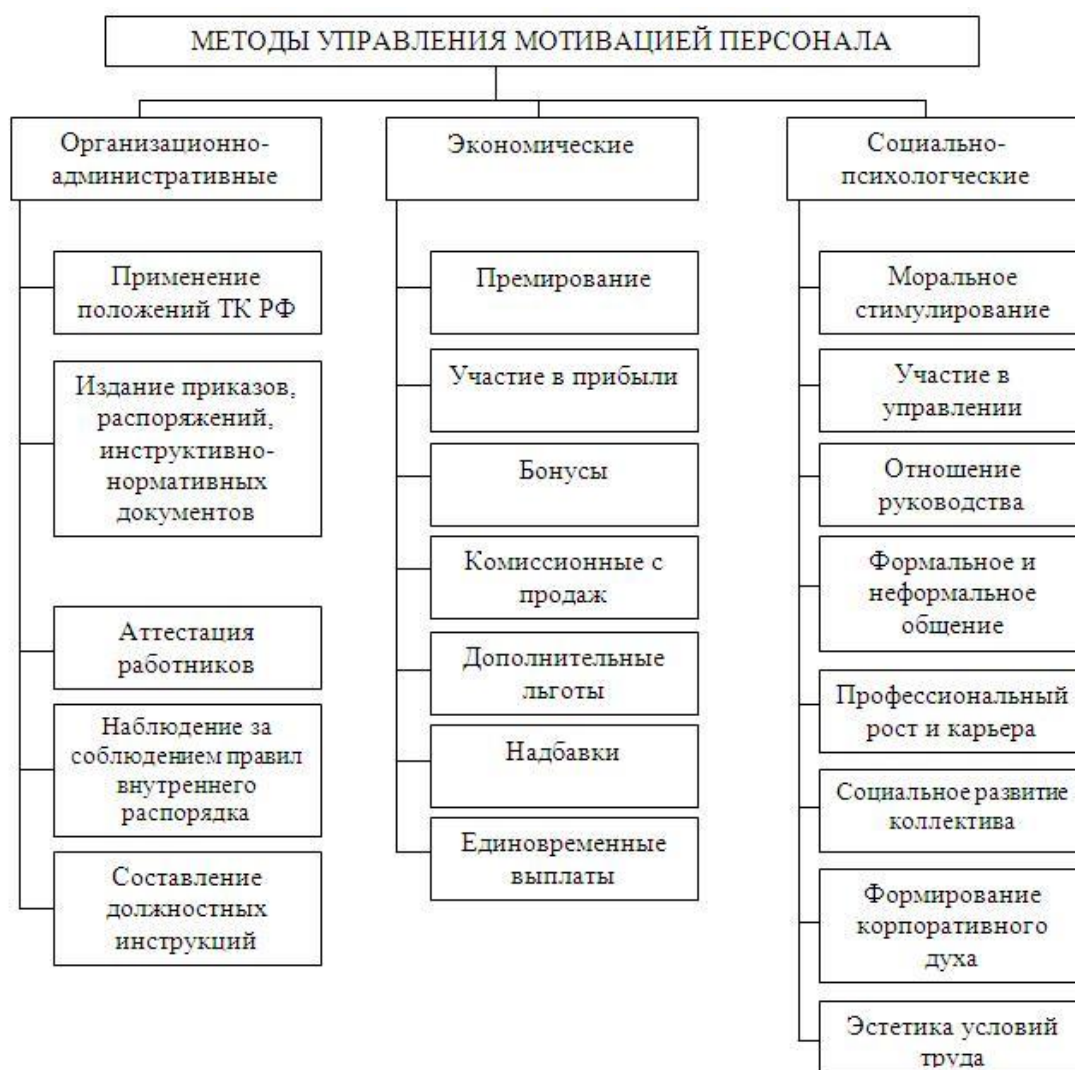 МЕТОДЫ УПРАВЛЕНИЯ МОТИВАЦИЕЙ ПЕРСОНАЛА
Организационно-
административные
Применение
положений ТК РФ
Издание приказов,
распоряжений,
инструктивно-
нормативных
документов
Аттестация
работников
Наблюдение за
соблюдением правил
внутреннего
распорядка
Составление
должностных
инструкций
Экономические
Премирование
Участие в прибыли
Бонусы
Комиссионные с
продаж
Дополнительные
льготы
Надбавки
Единовременные
выплаты
Социально-
психологческие
Моральное
стимулирование
Участие в
управлении
Отношение
руководства
Формальное и
неформальное
общение
Профессиональный
рост и карьера
Социальное развитие
коллектива
Формирование
корпоративного
духа
Эстетика условий
труда